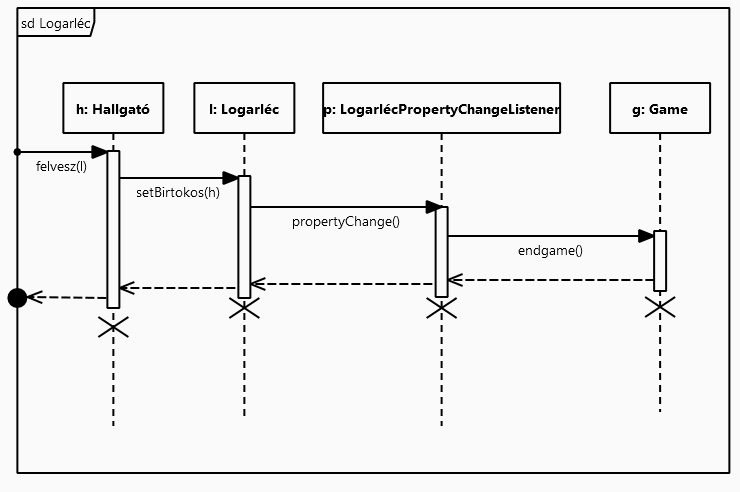 sd Logarléc
h: Hallgató
l: Logarléc
p: LogarlécPropertyChangeListener
g: Game
felvesz(l)
setBirtokos(h)
propertyChange()
endgame()